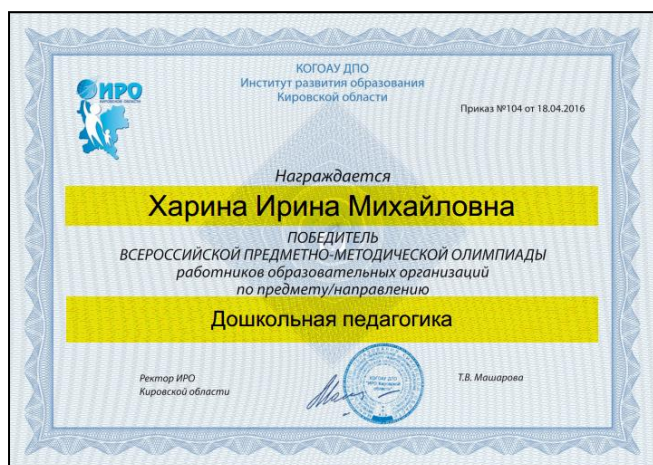 ИРО
КОГОАУ ДПО
Институт развития образования
Кировской области
Приказ №104 от 18.04.2016
Награждается
Харина Ирина Михайловна
ПОБЕДИТЕЛЬ
ВСЕРОССИЙСКОЙ ПРЕДМЕТНО-МЕТОДИЧЕСКОЙ ОЛИМПИАДЫ
работников образовательных организаций
по предмету/направлению
Дошкольная педагогика
Ректор ИРО
Кировской области
Т.В. Машарова